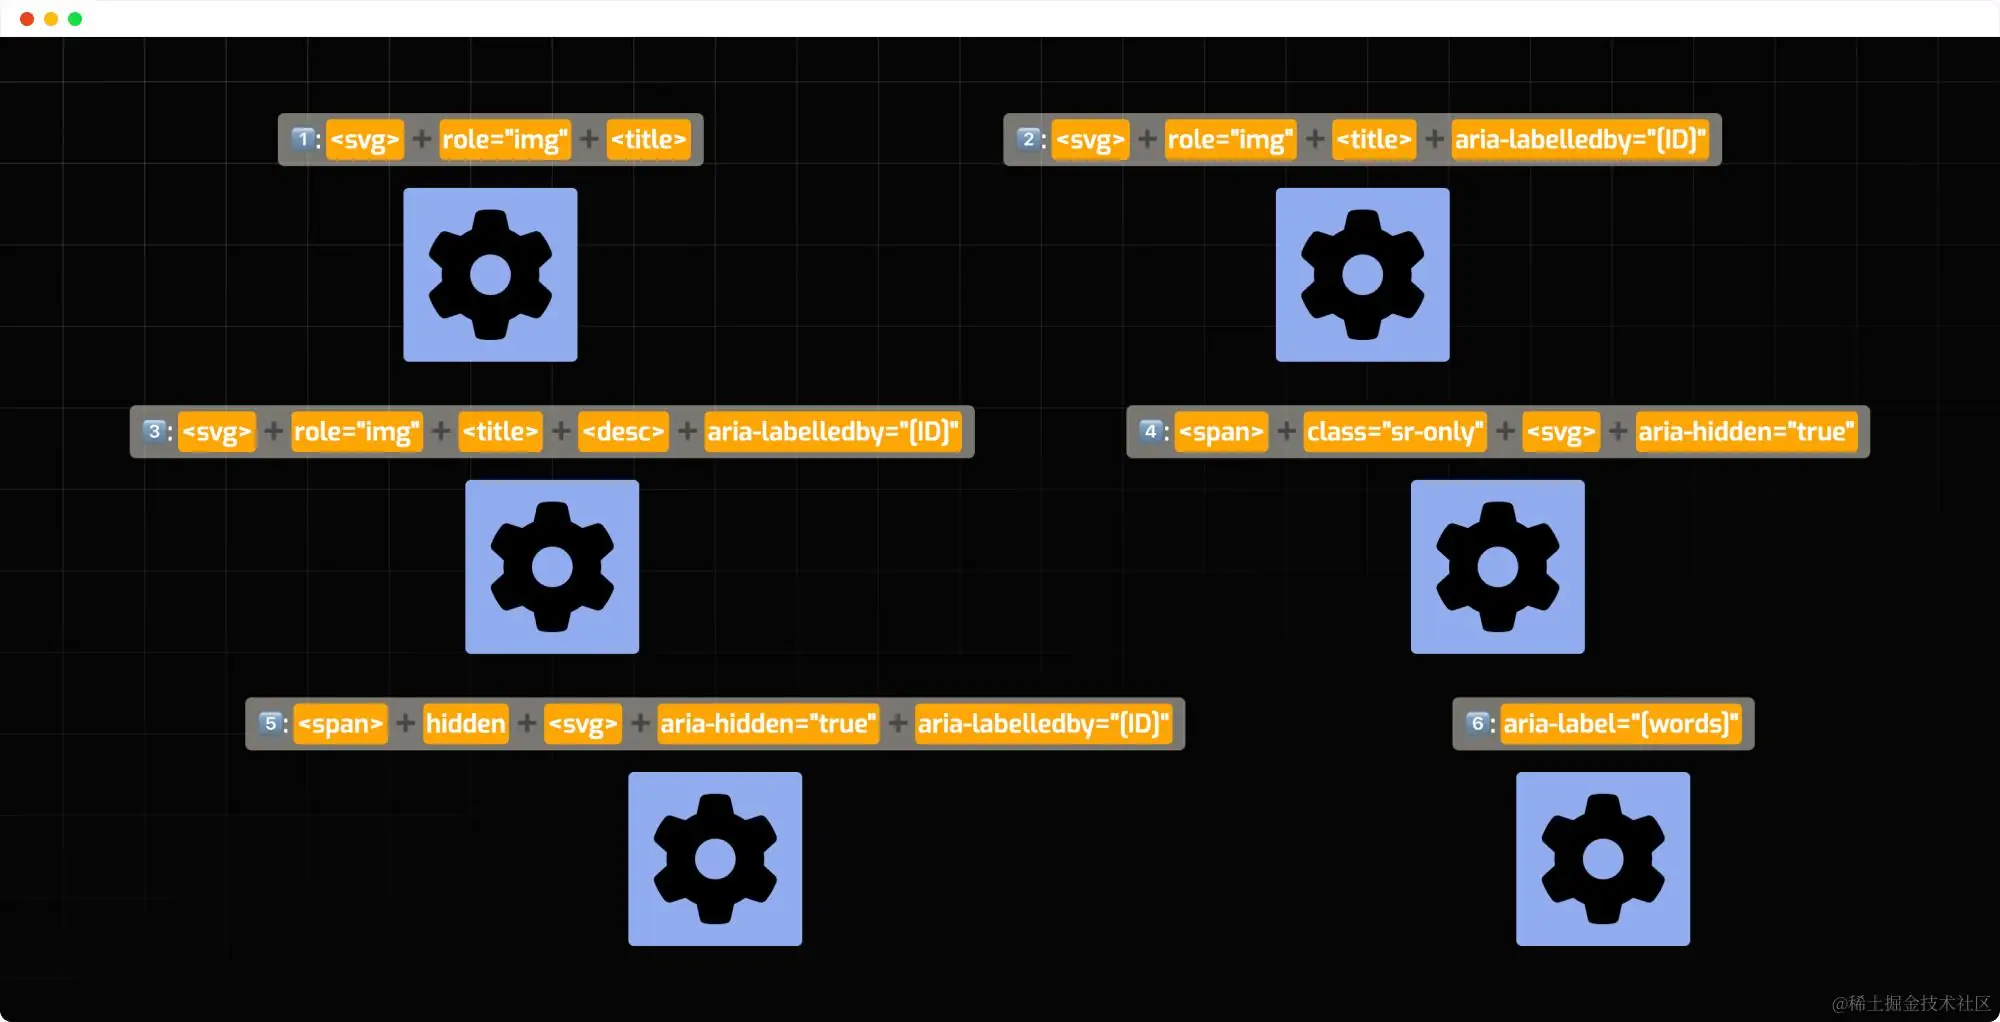 1: <svg> + role="img" + <title>
2: <svg> + role="img" + <title> + aria-labelledby="[ID]"
3: <svg> + role="img" + <title> + <desc> + aria-labelledby="[ID]"
4: <span> + class="sr-only" + <svg> + aria-hidden="true"
5: <span> + hidden + <svg> + aria-hidden="true" + aria-labelledby="[ID]"
6: aria-label="[words]"
@稀土掘金技术社区